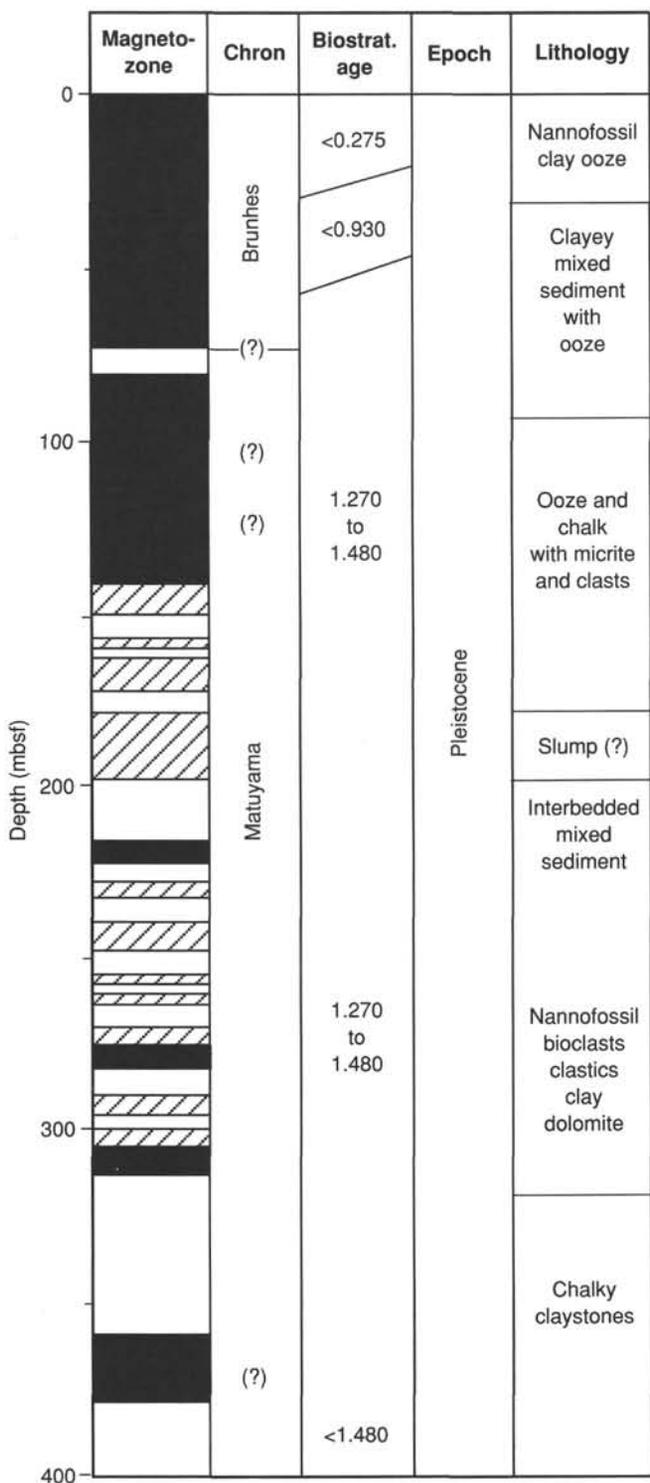 Magneto-
zone
Chron
Biostrat.
age
Epoch
Lithology
0
100
200
300
400
Depth (mbsf)
Brunhes
(?)
(?)
(?)
Matuyama
(?)
<0.275
<0.930
1.270
to
1.480
1.270
to
1.480
<1.480
Pleistocene
Nannofossil
clay ooze
Clayey
mixed
sediment
with
ooze
Ooze and
chalk
with micrite
and clasts
Slump (?)
Interbedded
mixed
sediment
Nannofossil
bioclasts
clastics
clay
dolomite
Chalky
claystones